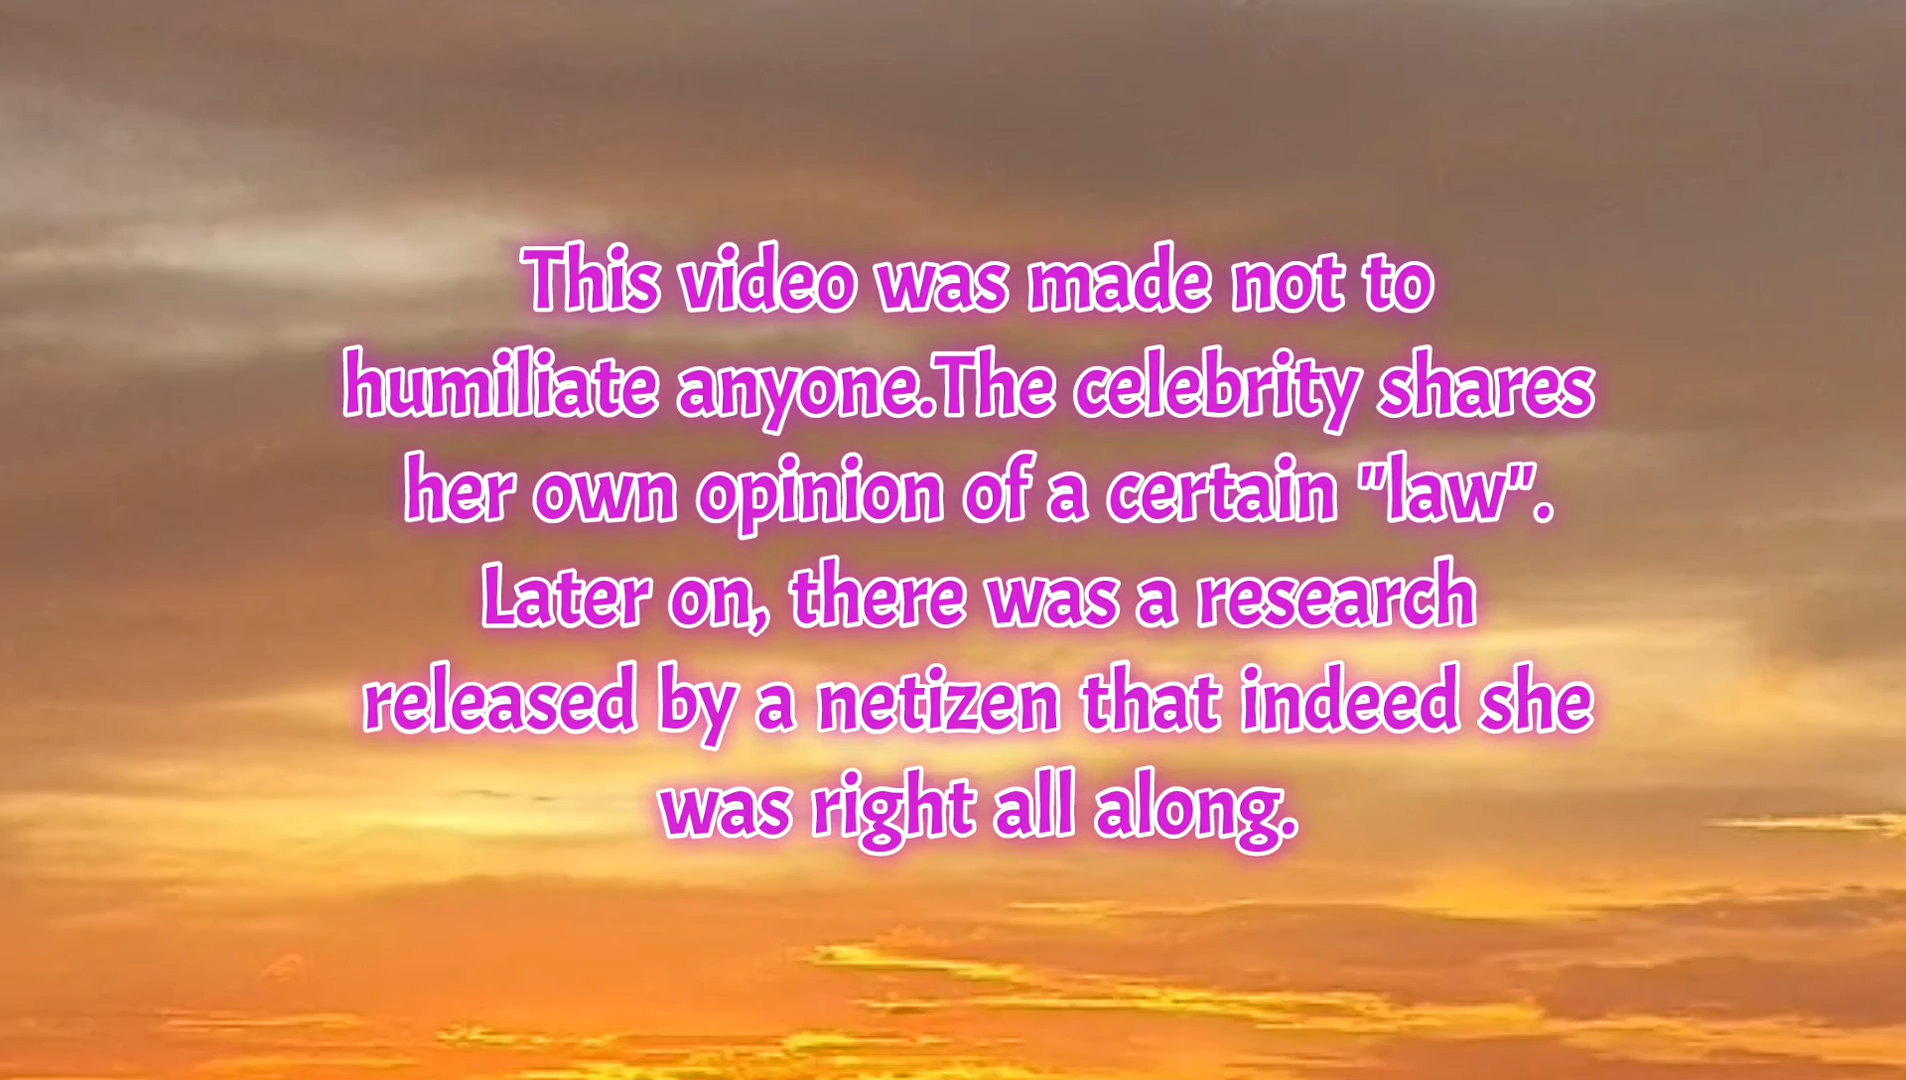 This video was made not to
humiliate anyone.The celebrity shares
her own opinion of a certain "law".
Later on, there was a research
released by a netizen that indeed she
was right all along.